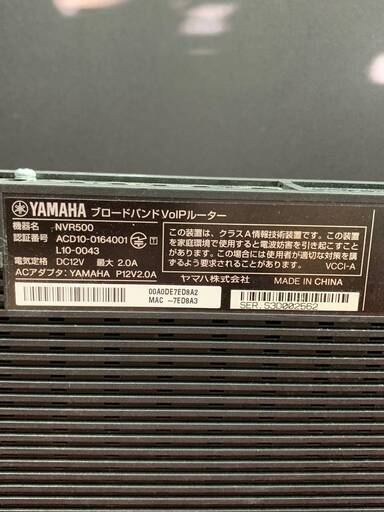 YAMAHA ブロードバンドVoIPルーター
機器名 NVR500
認証番号 ACD10-0164001 T
L10-0043
電気定格 DC12V 最大 2.0A
ACアダプタ: YAMAHA P12V2.0A
この装置は、クラスA情報技術装置です。この装置
を家庭環境で使用すると電波妨害を引き起こすこと
があります。この場合には使用者が適切な対策を講
ずるよう要求されることがあります。 VCCI-A
ヤマハ株式会社 MADE IN CHINA
00A0DE7ED8A2
MAC ~7ED8A3
SER. S3D002562